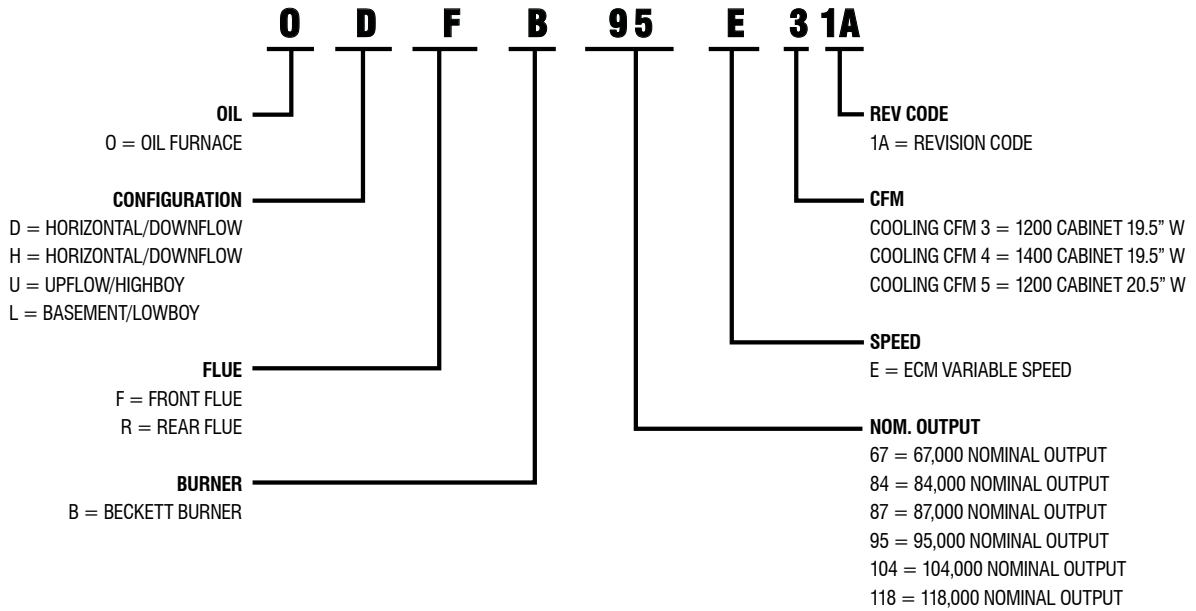 O D F B 95 E 3 1A
OIL
O = OIL FURNACE
CONFIGURATION
D = HORIZONTAL/DOWNFLOW
H = HORIZONTAL/DOWNFLOW
U = UPFLOW/HIGHBOY
L = BASEMENT/LOWBOY
FLUE
F = FRONT FLUE
R = REAR FLUE
BURNER
B = BECKETT BURNER
REV CODE
1A = REVISION CODE
CFM
COOLING CFM 3 = 1200 CABINET 19.5" W
COOLING CFM 4 = 1400 CABINET 19.5" W
COOLING CFM 5 = 1200 CABINET 20.5" W
SPEED
E = ECM VARIABLE SPEED
NOM. OUTPUT
67 = 67,000 NOMINAL OUTPUT
84 = 84,000 NOMINAL OUTPUT
87 = 87,000 NOMINAL OUTPUT
95 = 95,000 NOMINAL OUTPUT
104 = 104,000 NOMINAL OUTPUT
118 = 118,000 NOMINAL OUTPUT